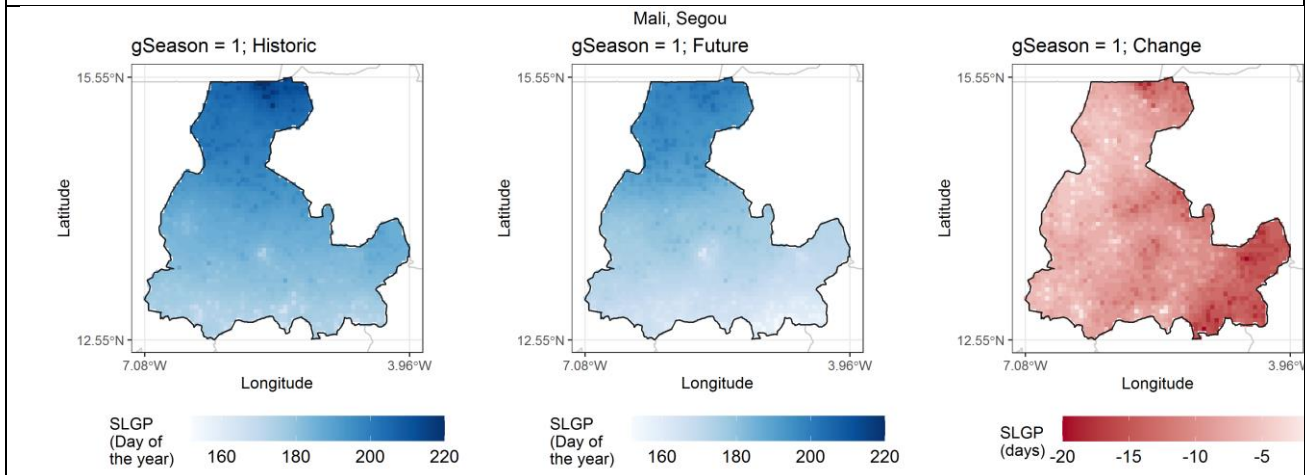 Mali, Segou
gSeason = 1; Historic
gSeason = 1; Future
gSeason = 1; Change
15.55°N
15.55°N
15.55°N
Latitude
Latitude
Latitude
12.55°N
12.55°N
12.55°N
7.08°W
3.96°W
7.08°W
3.96°W
7.08°W
3.96°W
Longitude
Longitude
Longitude
SLGP
(Day of
the year)
160
180
200
220
SLGP
(Day of
the year)
160
180
200
220
SLGP
(days)
-20
-15
-10
-5